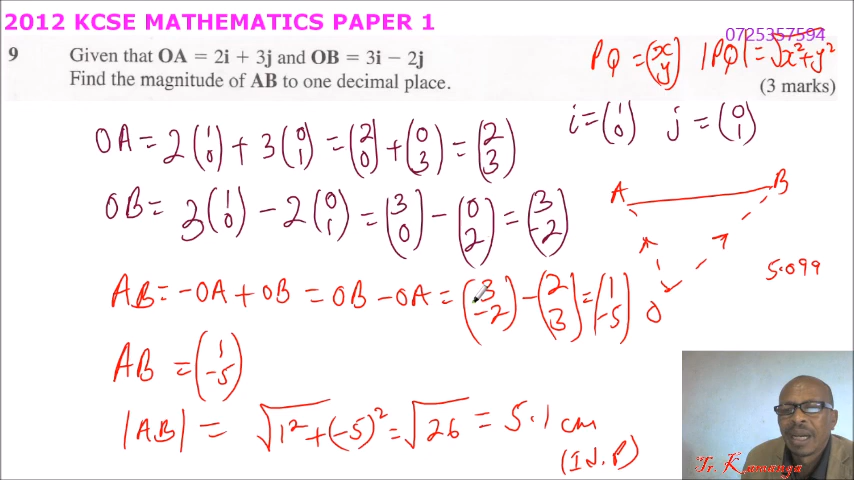 2012 KCSE MATHEMATICS PAPER 1
0725357594
9 Given that OA = 2i + 3j and OB = 3i − 2j
Find the magnitude of AB to one decimal place.
(3 marks)
PQ = (x y) |PQ| = √x²+y²
i = (1 0) j = (0 1)
OA = 2(1 0) + 3(0 1) = (2 0) + (0 3) = (2 3)
OB = 3(1 0) − 2(0 1) = (3 0) − (0 2) = (3 −2)
A B
O
5.099
AB = −OA + OB = OB − OA = (3 −2) − (2 3) = (1 −5)
AB = (1 −5)
|AB| = √1² + (−5)² = √26 = 5.1 cm
(1d.P)
Tr. Kamanya